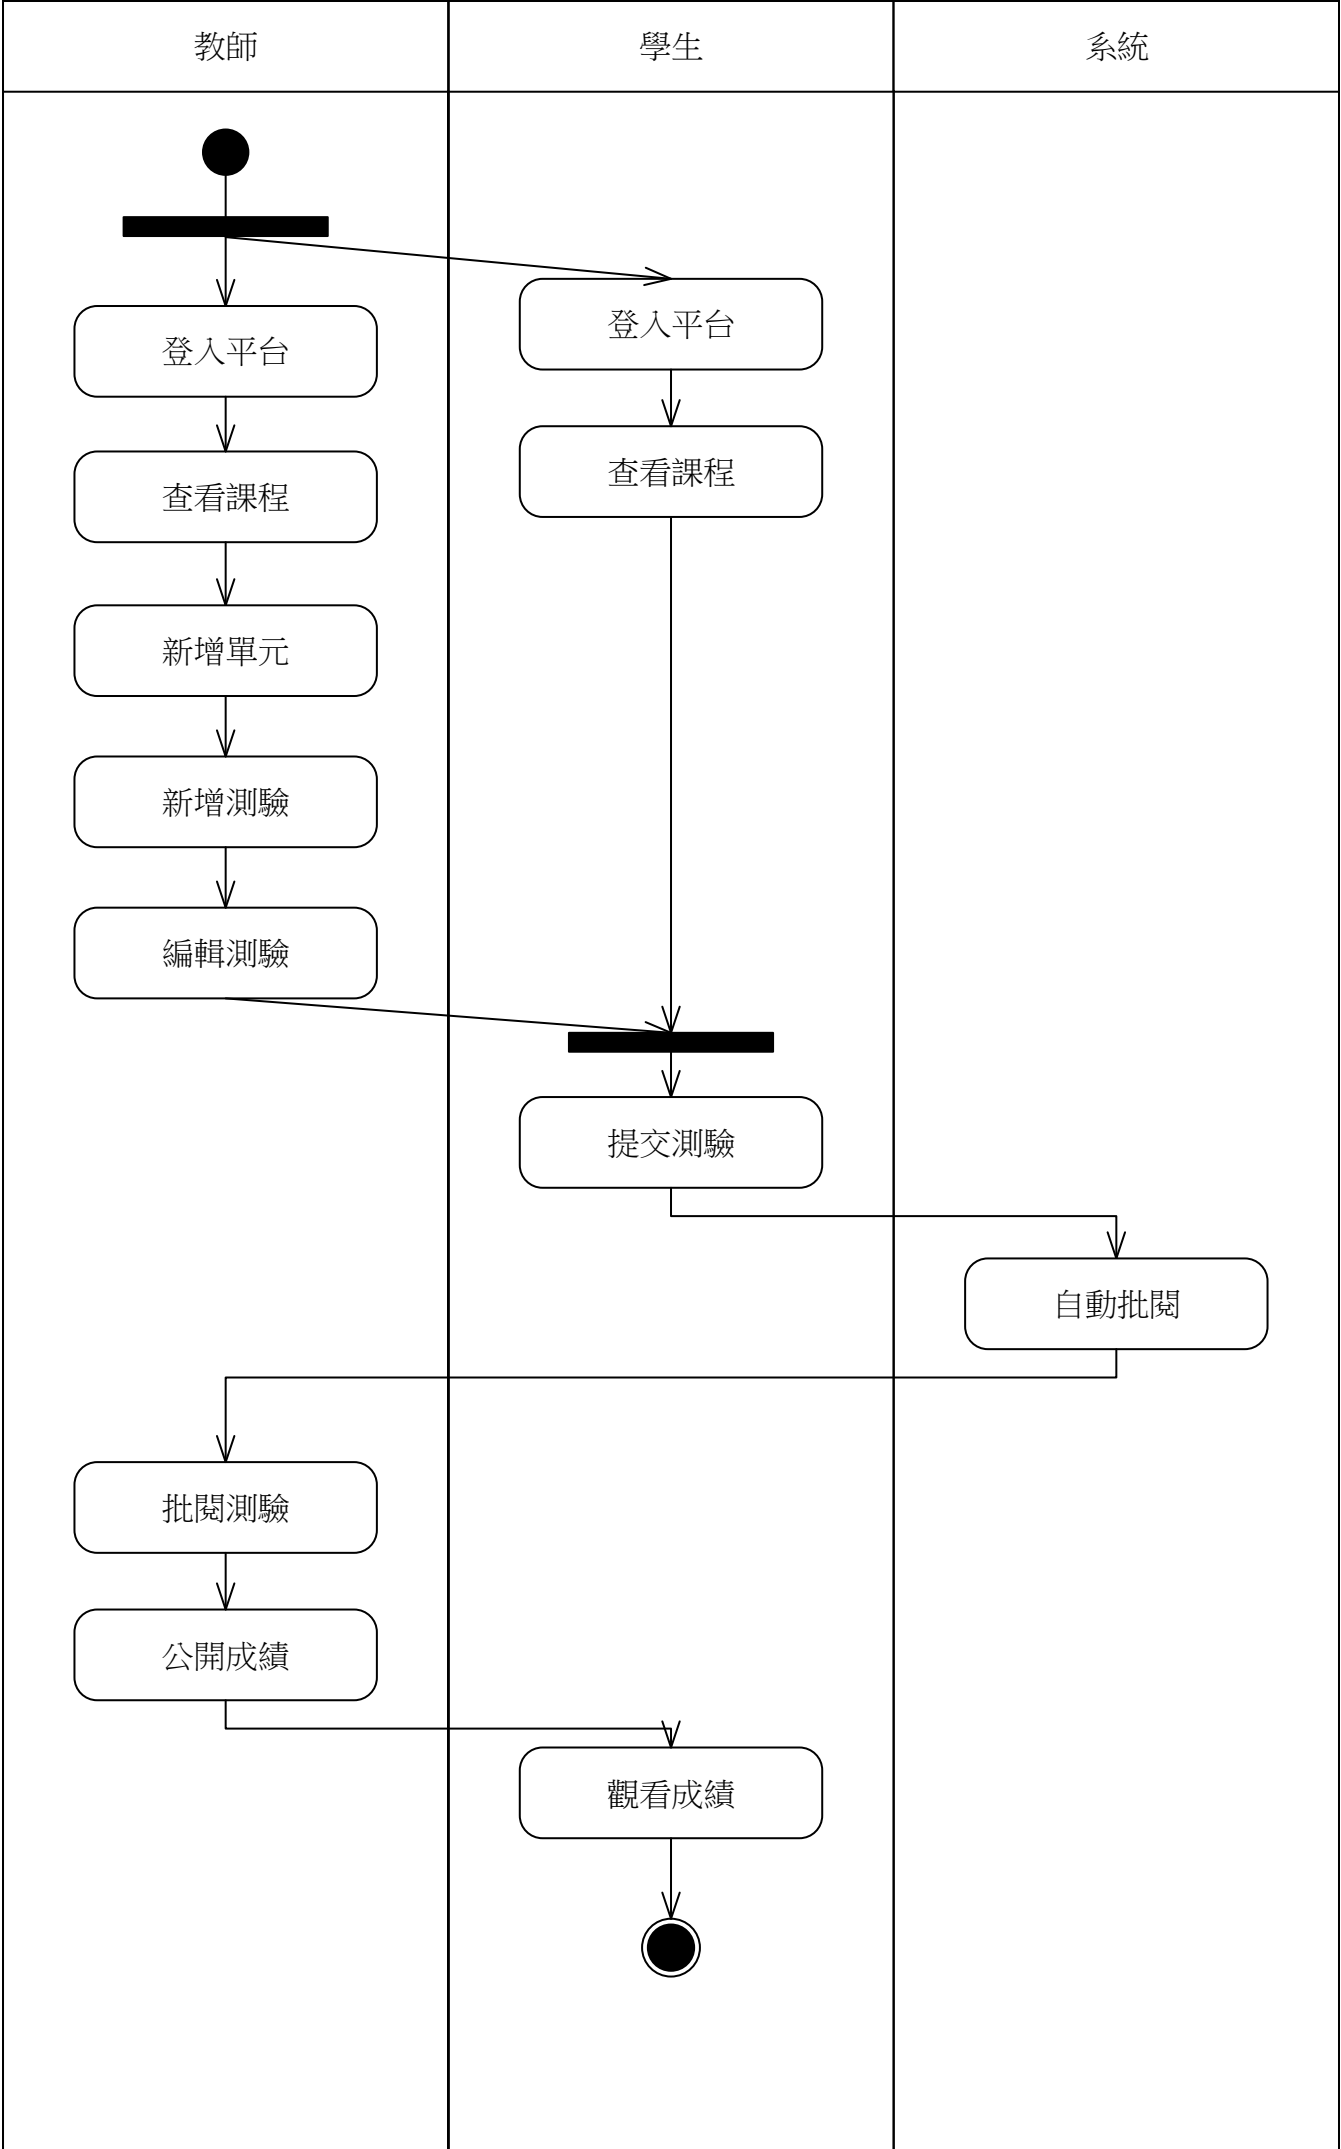 教師
學生
系統
登入平台
登入平台
查看課程
查看課程
新增單元
新增測驗
編輯測驗
提交測驗
自動批閱
批閱測驗
公開成績
觀看成績